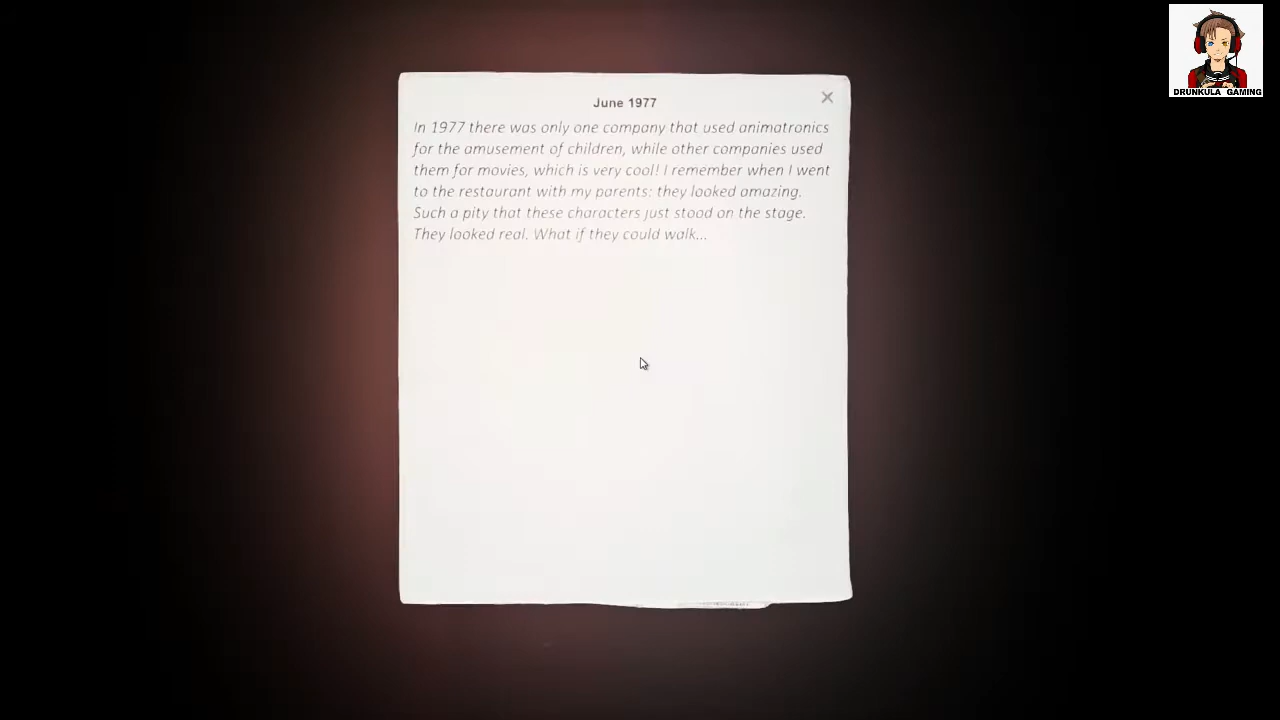 June 1977
In 1977 there was only one company that used animatronics
for the amusement of children, while other companies used
them for movies, which is very cool! I remember when I went
to the restaurant with my parents: they looked amazing.
Such a pity that these characters just stood on the stage.
They looked real. What if they could walk...
DRUNKULA GAMING